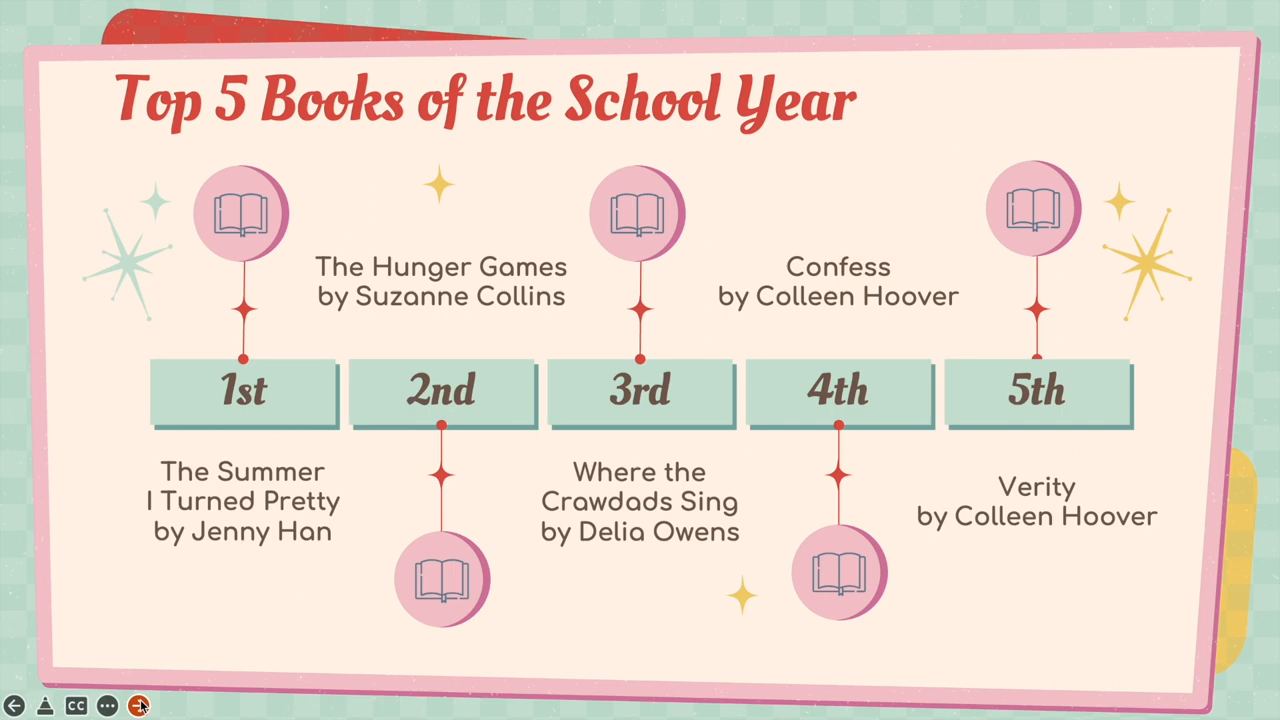 Top 5 Books of the School Year
The Hunger Games
by Suzanne Collins
Confess
by Colleen Hoover
1st
2nd
3rd
4th
5th
The Summer
I Turned Pretty
by Jenny Han
Where the
Crawdads Sing
by Delia Owens
Verity
by Colleen Hoover
CC